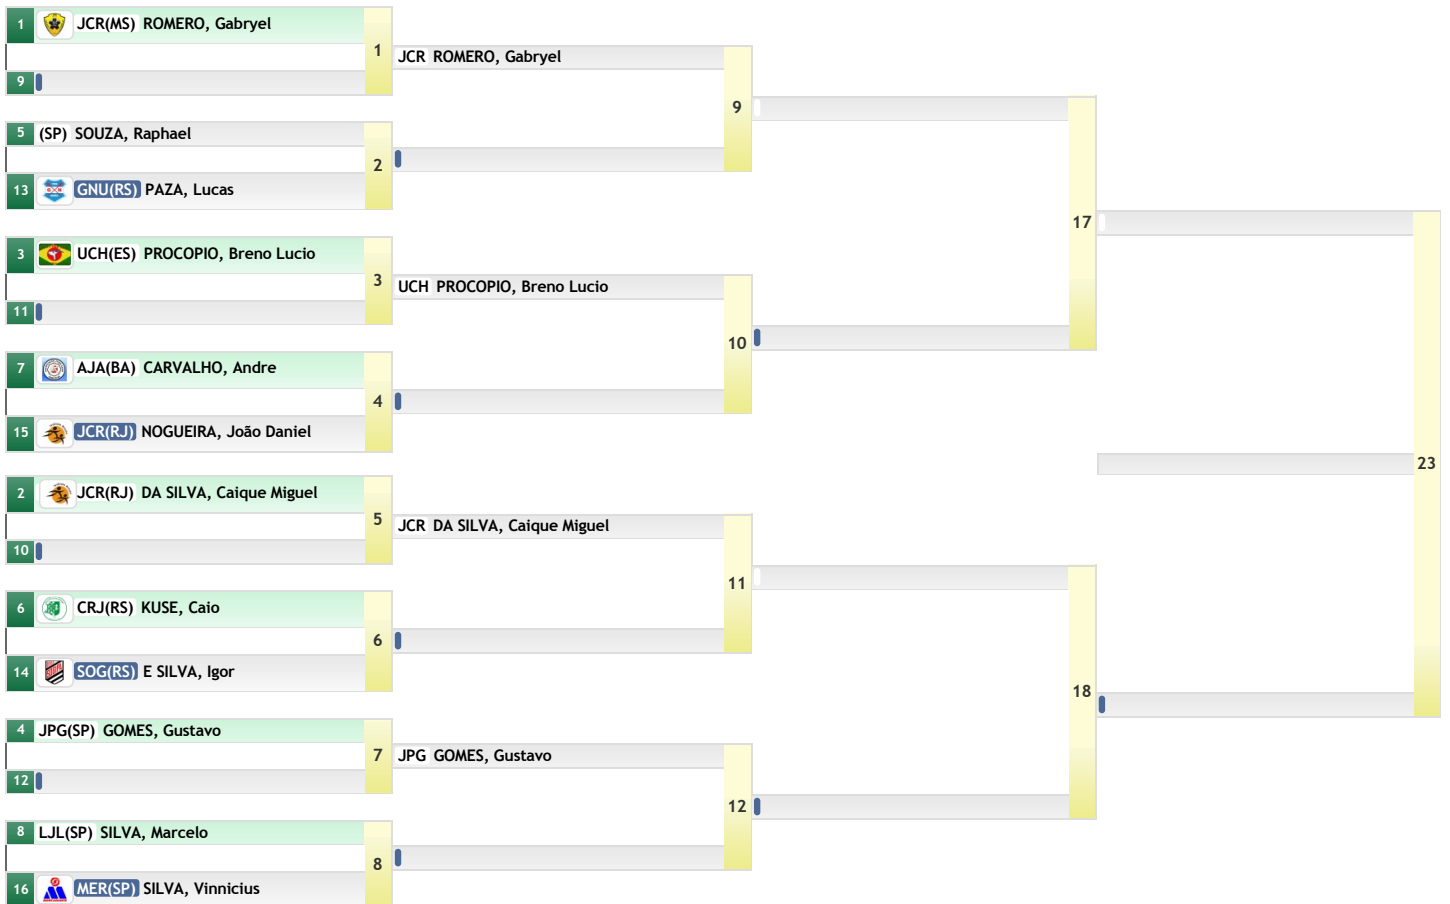 1 JCR(MS) ROMERO, Gabryel
1
9
JCR ROMERO, Gabryel
9
5 (SP) SOUZA, Raphael
2
13 GNU(RS) PAZA, Lucas
17
3 UCH(ES) PROCOPIO, Breno Lucio
3
11
UCH PROCOPIO, Breno Lucio
10
7 AJA(BA) CARVALHO, Andre
4
15 JCR(RJ) NOGUEIRA, João Daniel
23
2 JCR(RJ) DA SILVA, Caique Miguel
5
10
JCR DA SILVA, Caique Miguel
11
6 CRJ(RS) KUSE, Caio
6
14 SOG(RS) E SILVA, Igor
18
4 JPG(SP) GOMES, Gustavo
7
12
JPG GOMES, Gustavo
12
8 LJL(SP) SILVA, Marcelo
8
16 MER(SP) SILVA, Vinnicius